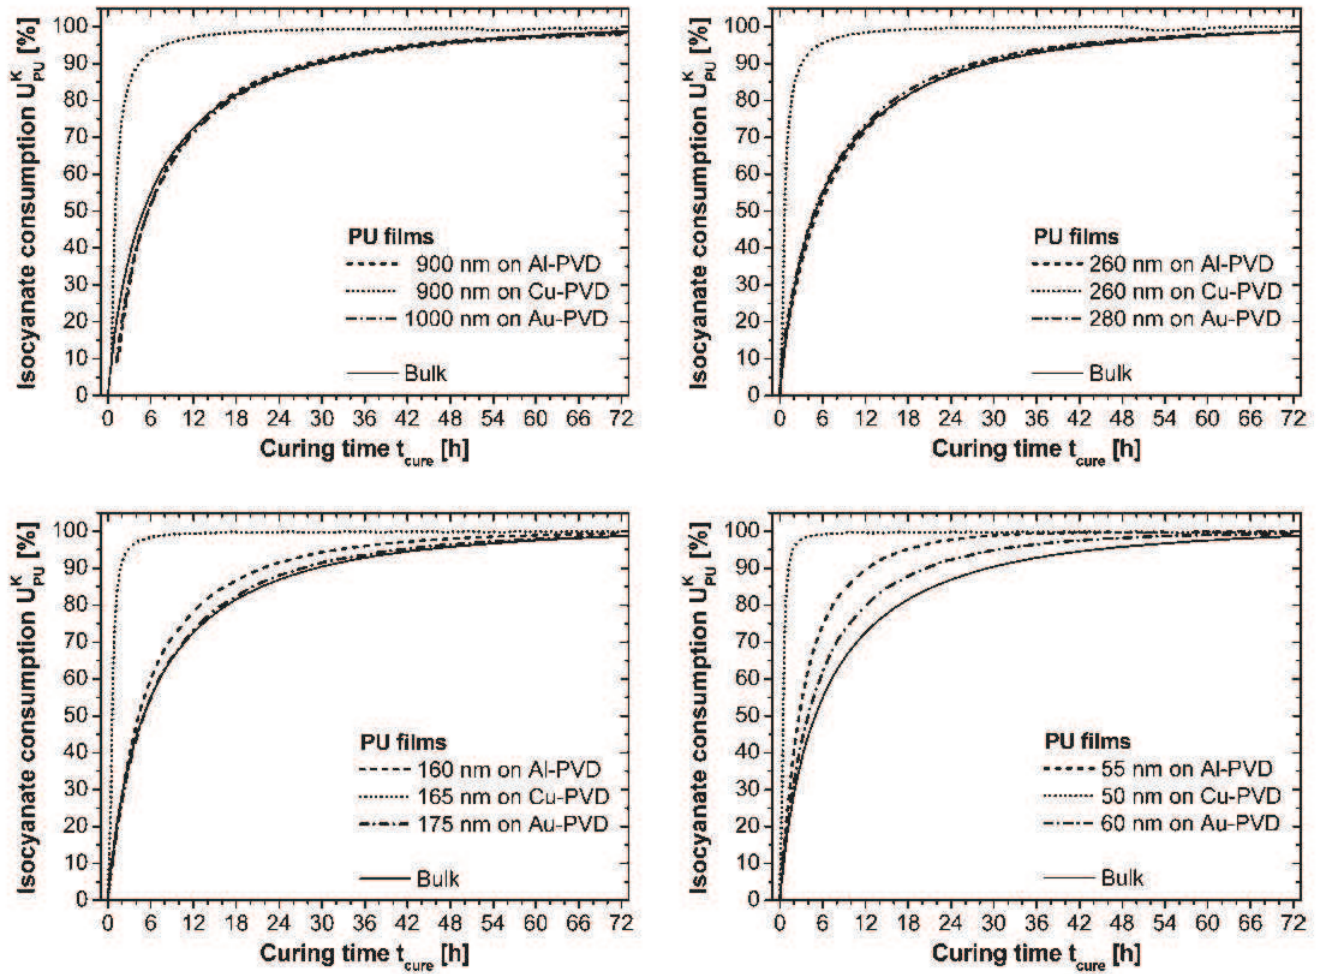 Isocyanate consumption U_PU^K [%]
100
90
80
70
60
50
40
30
20
10
0
PU films
900 nm on Al-PVD
900 nm on Cu-PVD
1000 nm on Au-PVD
Bulk
0 6 12 18 24 30 36 42 48 54 60 66 72
Curing time t_cure [h]
Isocyanate consumption U_PU^K [%]
100
90
80
70
60
50
40
30
20
10
0
PU films
260 nm on Al-PVD
260 nm on Cu-PVD
280 nm on Au-PVD
Bulk
0 6 12 18 24 30 36 42 48 54 60 66 72
Curing time t_cure [h]
Isocyanate consumption U_PU^K [%]
100
90
80
70
60
50
40
30
20
10
0
PU films
160 nm on Al-PVD
165 nm on Cu-PVD
175 nm on Au-PVD
Bulk
0 6 12 18 24 30 36 42 48 54 60 66 72
Curing time t_cure [h]
Isocyanate consumption U_PU^K [%]
100
90
80
70
60
50
40
30
20
10
0
PU films
55 nm on Al-PVD
50 nm on Cu-PVD
60 nm on Au-PVD
Bulk
0 6 12 18 24 30 36 42 48 54 60 66 72
Curing time t_cure [h]